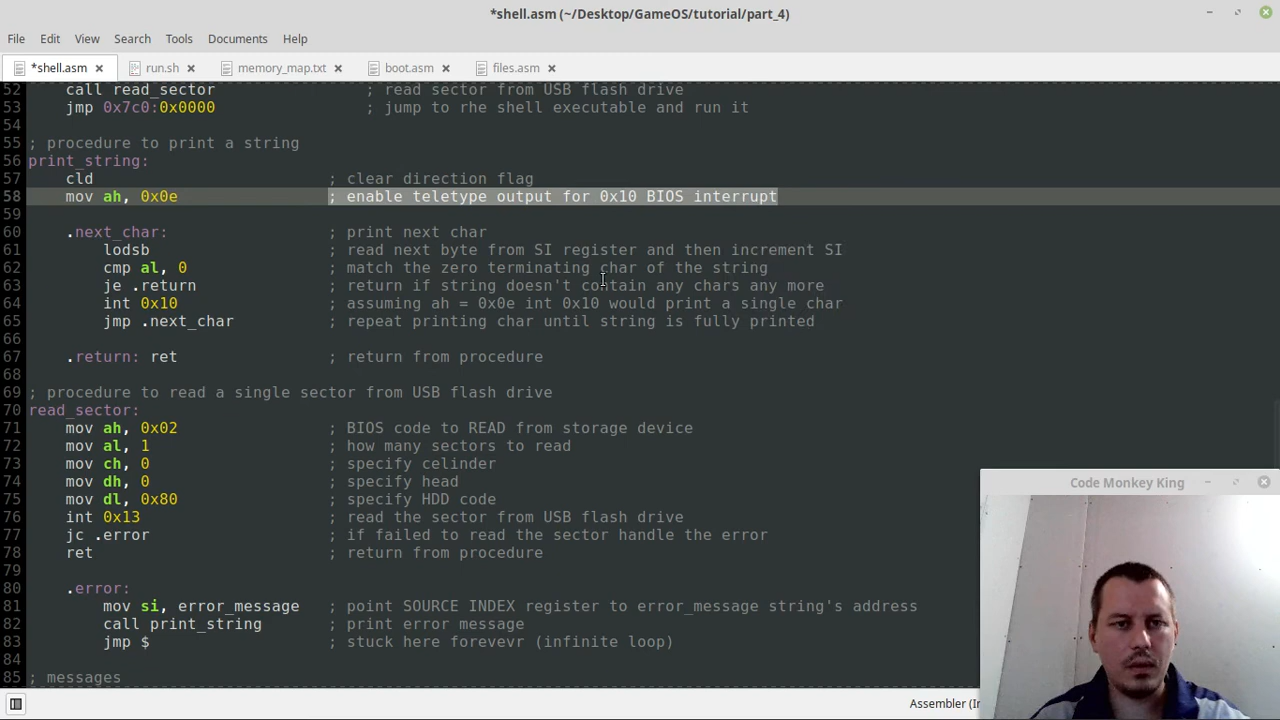 *shell.asm (~/Desktop/GameOS/tutorial/part_4)
File Edit View Search Tools Documents Help
*shell.asm run.sh memory_map.txt boot.asm files.asm
52 call read_sector ; read sector from USB flash drive
53 jmp 0x7c0:0x0000 ; jump to rhe shell executable and run it
54
55 ; procedure to print a string
56 print_string:
57 cld ; clear direction flag
58 mov ah, 0x0e ; enable teletype output for 0x10 BIOS interrupt
59
60 .next_char: ; print next char
61 lodsb ; read next byte from SI register and then increment SI
62 cmp al, 0 ; match the zero terminating char of the string
63 je .return ; return if string doesn't contain any chars any more
64 int 0x10 ; assuming ah = 0x0e int 0x10 would print a single char
65 jmp .next_char ; repeat printing char until string is fully printed
66
67 .return: ret ; return from procedure
68
69 ; procedure to read a single sector from USB flash drive
70 read_sector:
71 mov ah, 0x02 ; BIOS code to READ from storage device
72 mov al, 1 ; how many sectors to read
73 mov ch, 0 ; specify celinder
74 mov dh, 0 ; specify head
75 mov dl, 0x80 ; specify HDD code
76 int 0x13 ; read the sector from USB flash drive
77 jc .error ; if failed to read the sector handle the error
78 ret ; return from procedure
79
80 .error:
81 mov si, error_message ; point SOURCE INDEX register to error_message string's address
82 call print_string ; print error message
83 jmp $ ; stuck here forevevr (infinite loop)
84
85 ; messages
Code Monkey King
Assembler (In